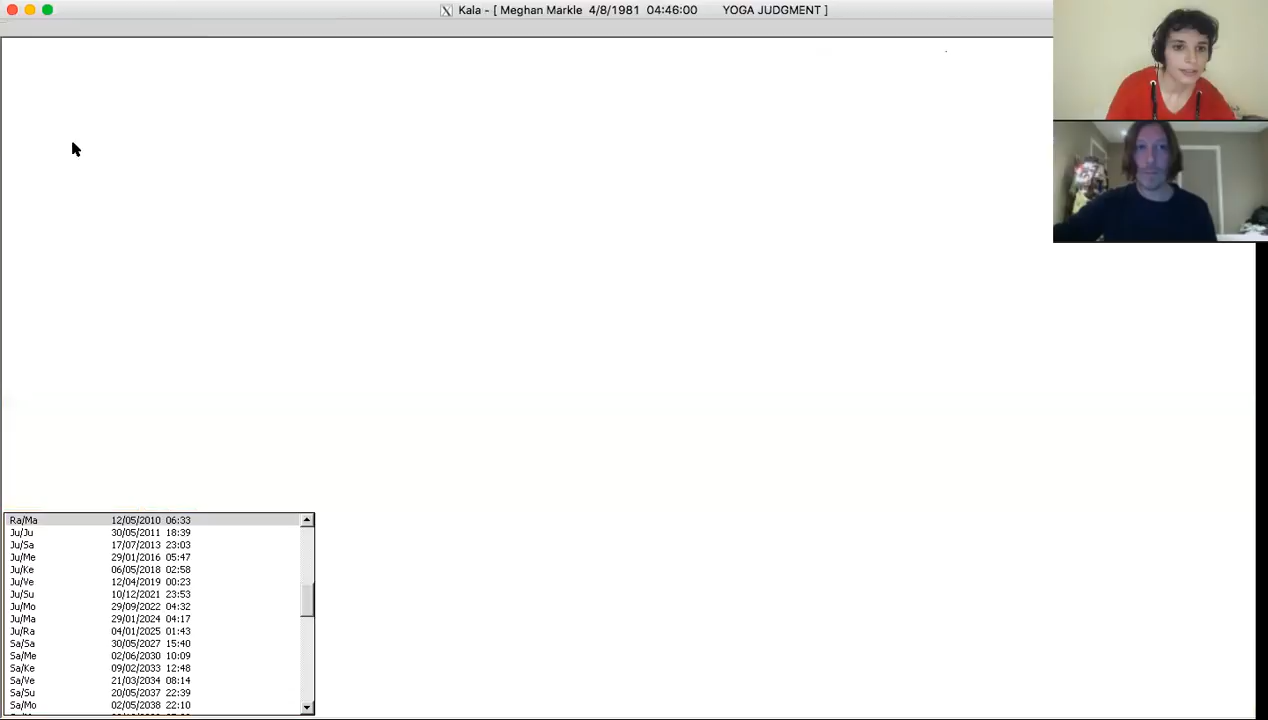 Kala - [ Meghan Markle 4/8/1981 04:46:00 YOGA JUDGMENT ]
Ra/Ma 12/05/2010 06:33
Ju/Ju 30/05/2011 18:39
Ju/Sa 17/07/2013 23:03
Ju/Me 29/01/2016 05:47
Ju/Ke 06/05/2018 02:58
Ju/Ve 12/04/2019 00:23
Ju/Su 10/12/2021 23:53
Ju/Mo 29/09/2022 04:32
Ju/Ma 29/01/2024 04:17
Ju/Ra 04/01/2025 01:43
Sa/Sa 30/05/2027 15:40
Sa/Me 02/06/2030 10:09
Sa/Ke 09/02/2033 12:48
Sa/Ve 21/03/2034 08:14
Sa/Su 20/05/2037 22:39
Sa/Mo 02/05/2038 22:10